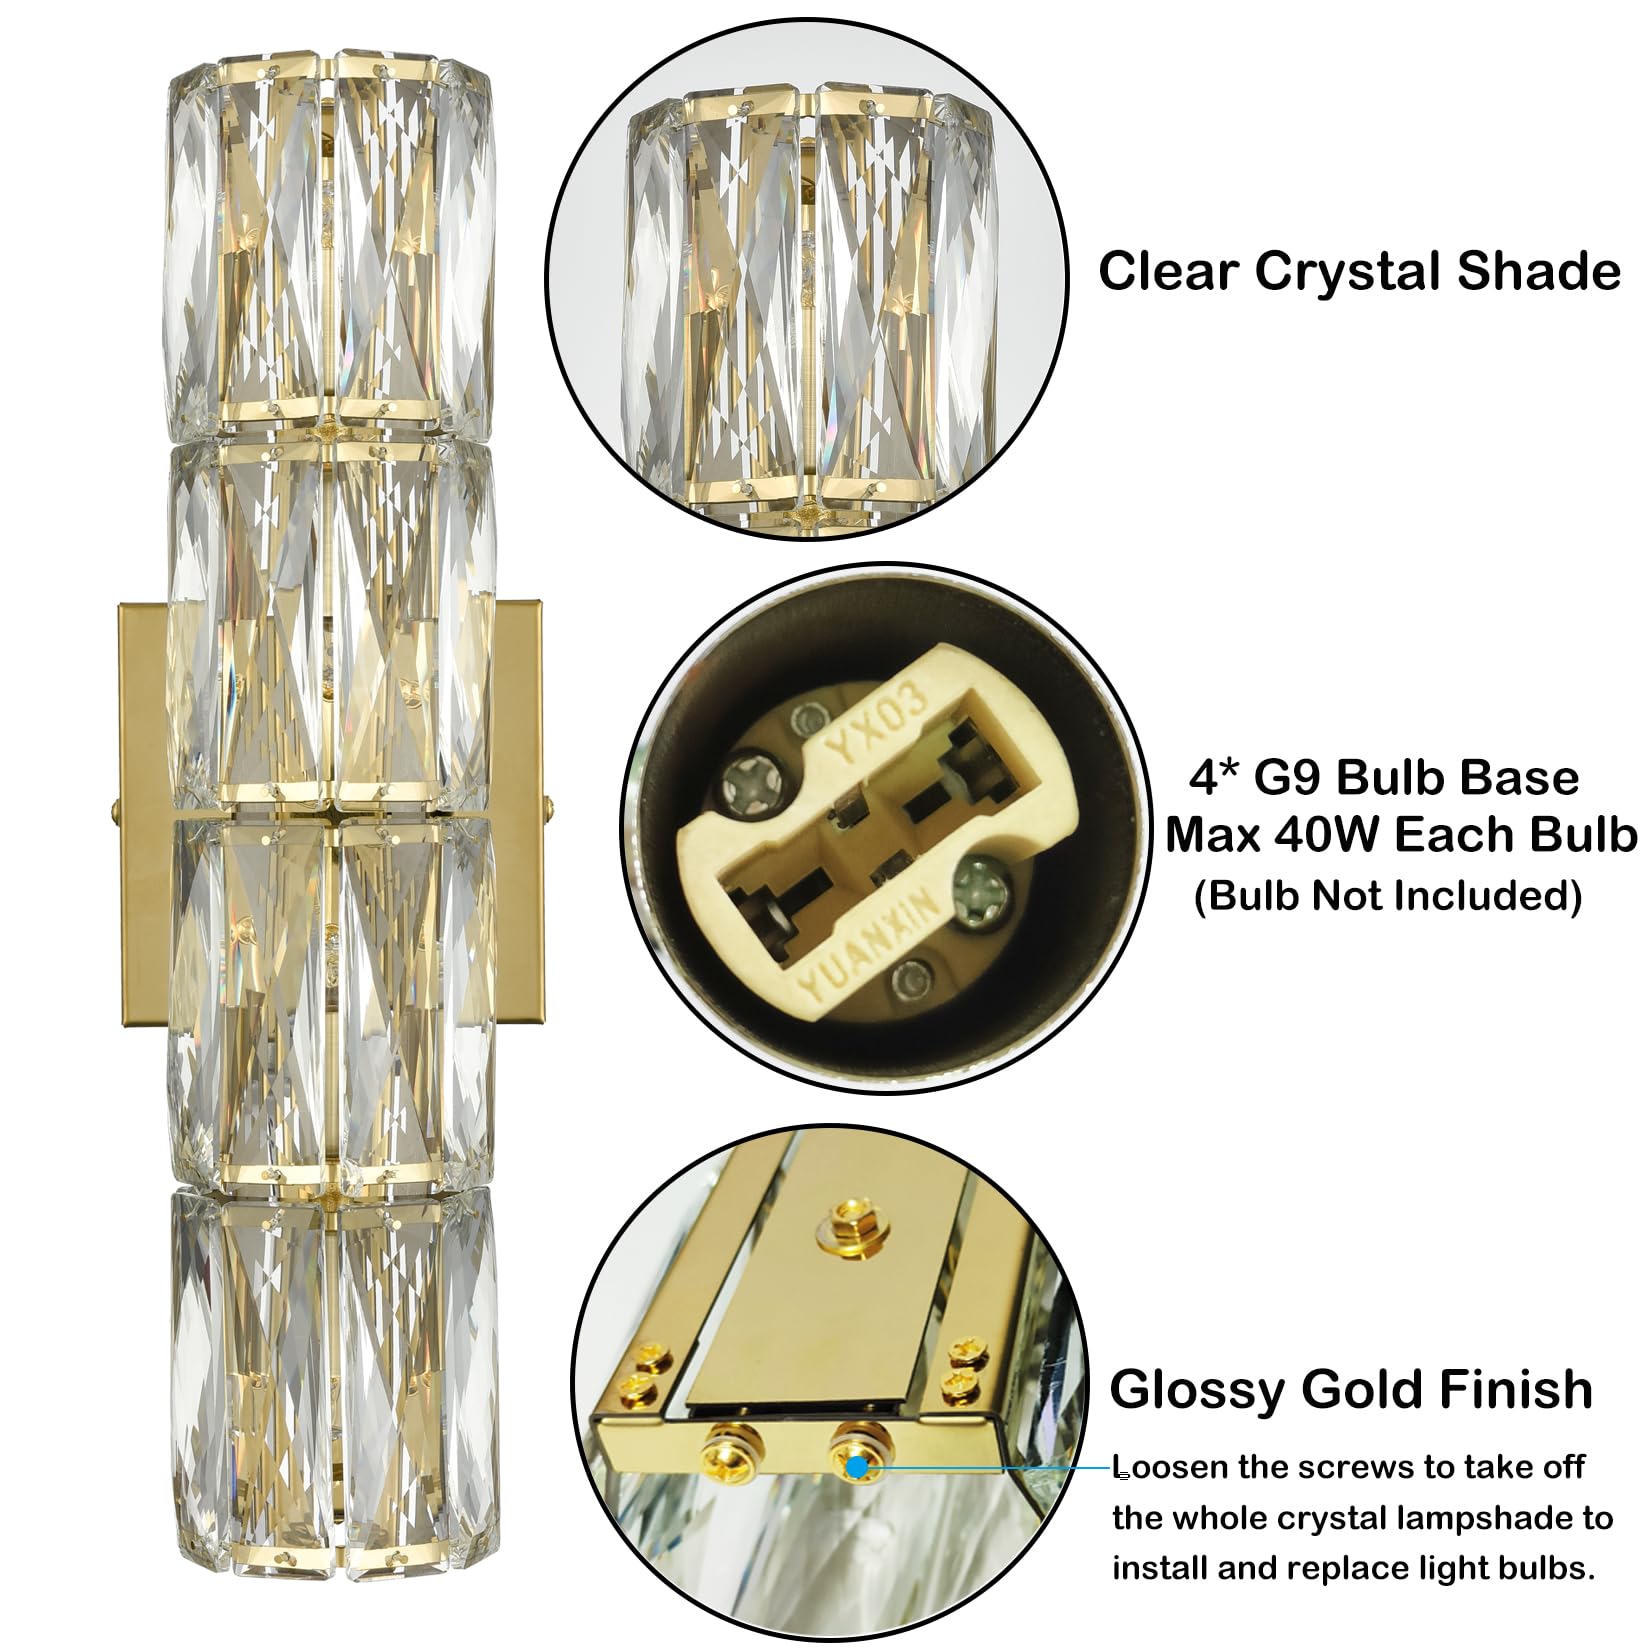 Clear Crystal Shade
YX03
YUANXIN
4* G9 Bulb Base
Max 40W Each Bulb
(Bulb Not Included)
Glossy Gold Finish
Loosen the screws to take off
the whole crystal lampshade to
install and replace light bulbs.